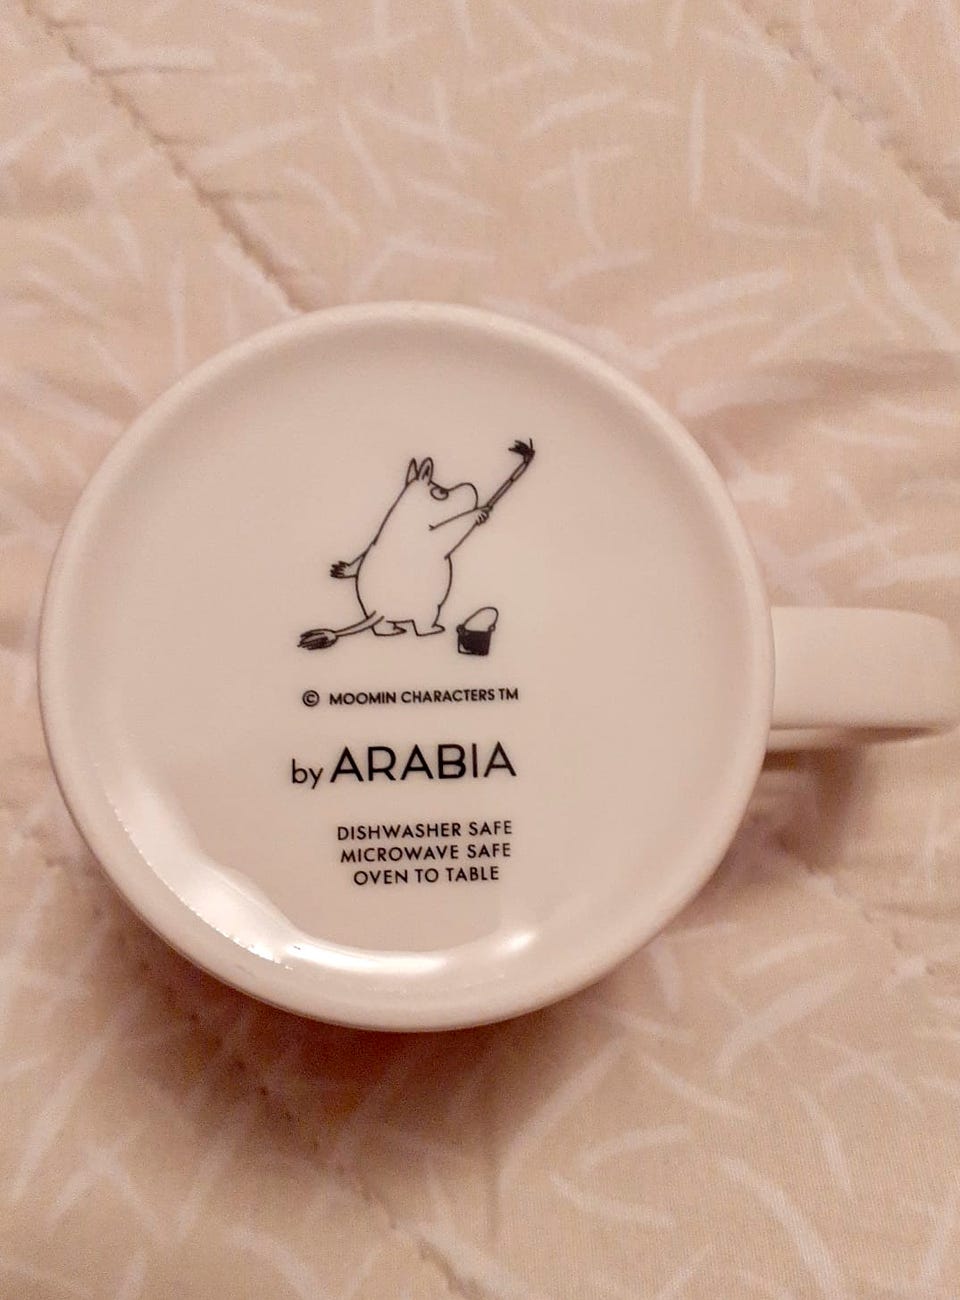 © MOOMIN CHARACTERS TM
by ARABIA
DISHWASHER SAFE
MICROWAVE SAFE
OVEN TO TABLE